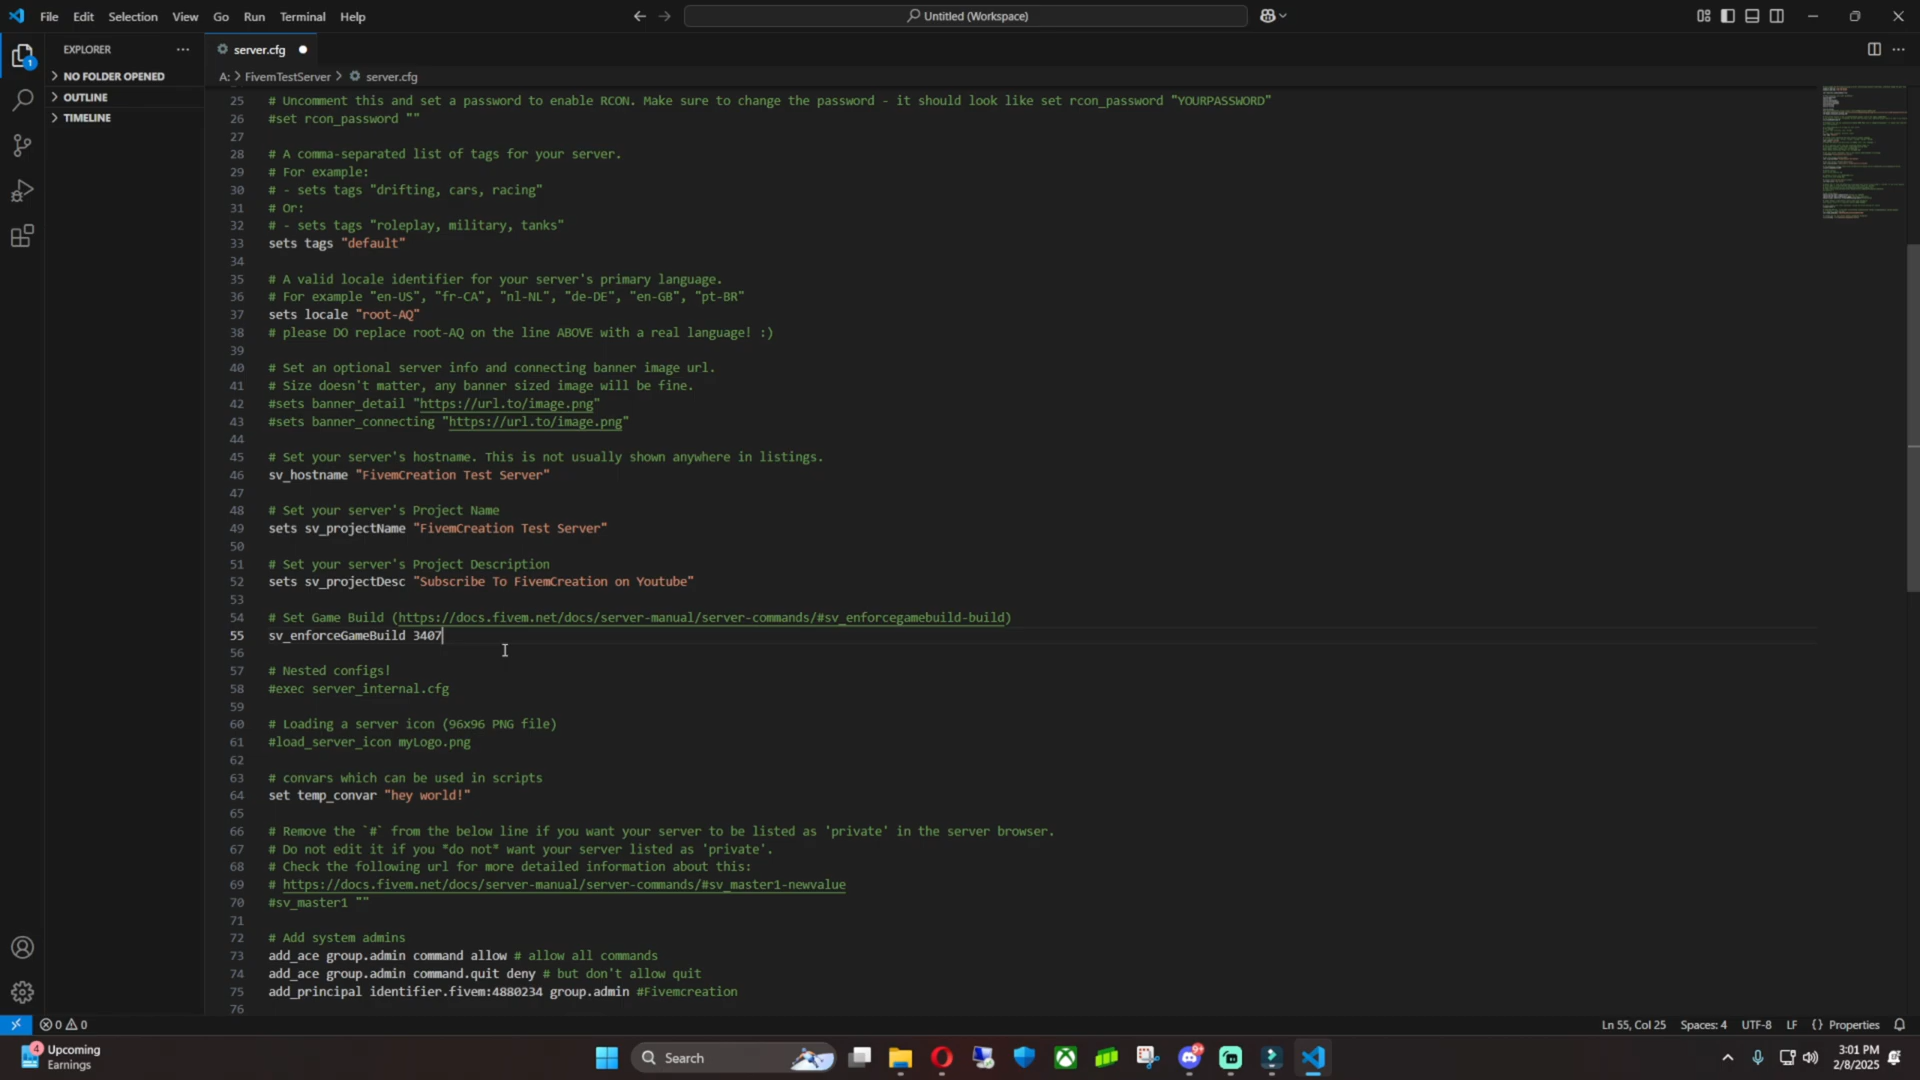 File Edit Selection View Go Run Terminal Help
Untitled (Workspace)
EXPLORER
server.cfg
NO FOLDER OPENED
OUTLINE
TIMELINE
1
A: > FivemTestServer > server.cfg
25 # Uncomment this and set a password to enable RCON. Make sure to change the password - it should look like set rcon_password "YOURPASSWORD"
26 #set rcon_password ""
27
28 # A comma-separated list of tags for your server.
29 # For example:
30 # - sets tags "drifting, cars, racing"
31 # Or:
32 # - sets tags "roleplay, military, tanks"
33 sets tags "default"
34
35 # A valid locale identifier for your server's primary language.
36 # For example "en-US", "fr-CA", "nl-NL", "de-DE", "en-GB", "pt-BR"
37 sets locale "root-AQ"
38 # please DO replace root-AQ on the line ABOVE with a real language! :)
39
40 # Set an optional server info and connecting banner image url.
41 # Size doesn't matter, any banner sized image will be fine.
42 #sets banner_detail "https://url.to/image.png"
43 #sets banner_connecting "https://url.to/image.png"
44
45 # Set your server's hostname. This is not usually shown anywhere in listings.
46 sv_hostname "FivemCreation Test Server"
47
48 # Set your server's Project Name
49 sets sv_projectName "FivemCreation Test Server"
50
51 # Set your server's Project Description
52 sets sv_projectDesc "Subscribe To FivemCreation on Youtube"
53
54 # Set Game Build (https://docs.fivem.net/docs/server-manual/server-commands/#sv_enforcegamebuild-build)
55 sv_enforceGameBuild 3407
56
57 # Nested configs!
58 #exec server_internal.cfg
59
60 # Loading a server icon (96x96 PNG file)
61 #load_server_icon myLogo.png
62
63 # convars which can be used in scripts
64 set temp_convar "hey world!"
65
66 # Remove the `#` from the below line if you want your server to be listed as 'private' in the server browser.
67 # Do not edit it if you *do not* want your server listed as 'private'.
68 # Check the following url for more detailed information about this:
69 # https://docs.fivem.net/docs/server-manual/server-commands/#sv_master1-newvalue
70 #sv_master1 ""
71
72 # Add system admins
73 add_ace group.admin command allow # allow all commands
74 add_ace group.admin command.quit deny # but don't allow quit
75 add_principal identifier.fivem:4880234 group.admin #Fivemcreation
76
0 0
Ln 55, Col 25 Spaces: 4 UTF-8 LF {} Properties
4
Upcoming
Earnings
Search
9+
3:01 PM
2/8/2025